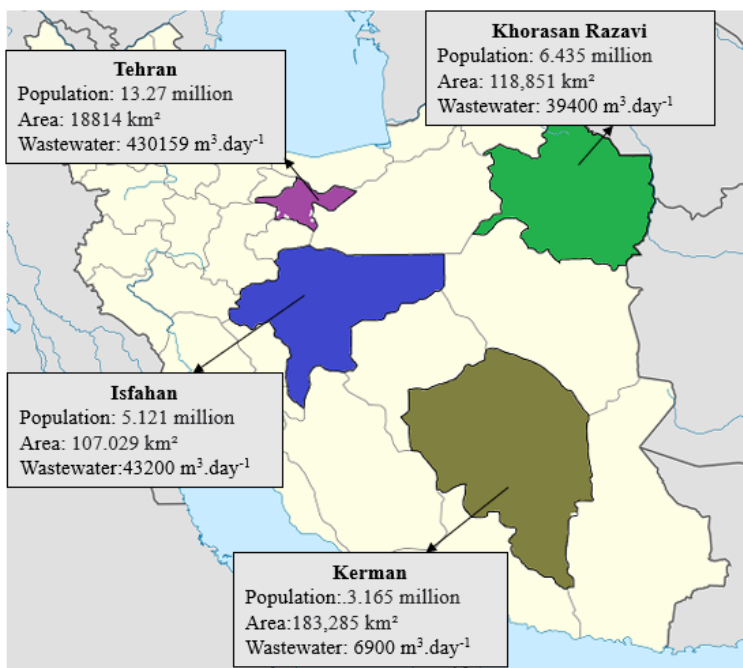 Khorasan Razavi
Population: 6.435 million
Area: 118,851 km²
Wastewater: 39400 m³.day⁻¹
Tehran
Population: 13.27 million
Area: 18814 km²
Wastewater: 430159 m³.day⁻¹
Isfahan
Population: 5.121 million
Area: 107.029 km²
Wastewater:43200 m³.day⁻¹
Kerman
Population:.3.165 million
Area:183,285 km²
Wastewater: 6900 m³.day⁻¹